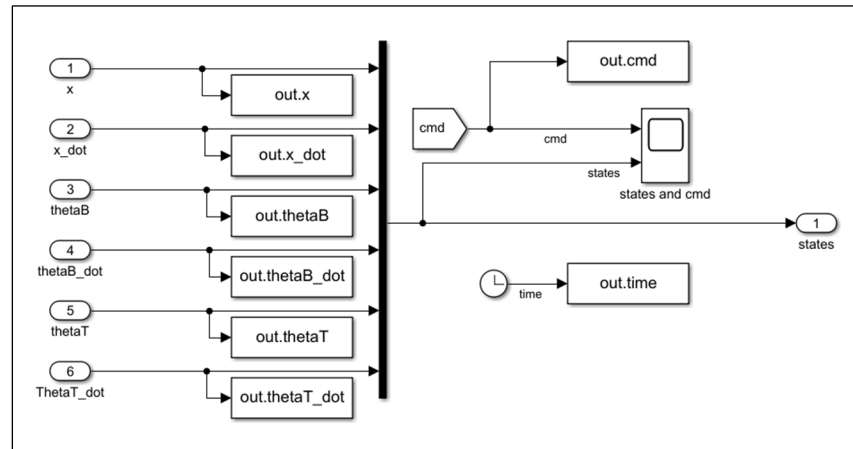 1
x
out.x
2
x_dot
out.x_dot
3
thetaB
out.thetaB
4
thetaB_dot
out.thetaB_dot
5
thetaT
out.thetaT
6
ThetaT_dot
out.thetaT_dot
out.cmd
cmd
cmd
states
states and cmd
1
states
time
out.time